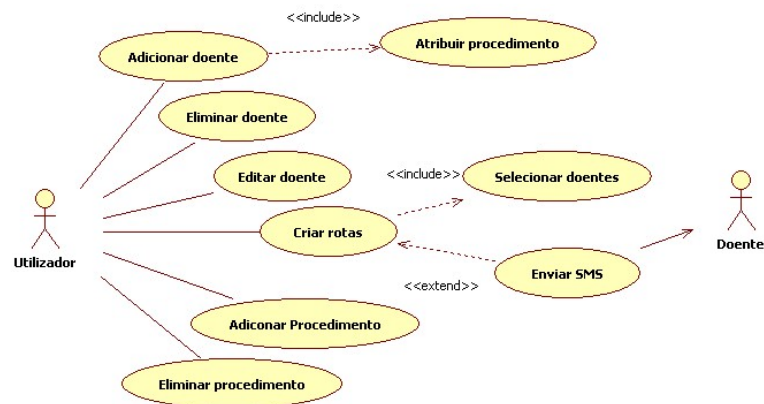 <<include>>
Adicionar doente
Atribuir procedimento
Eliminar doente
Editar doente
<<include>>
Selecionar doentes
Criar rotas
Utilizador
Doente
Enviar SMS
<<extend>>
Adiconar Procedimento
Eliminar procedimento